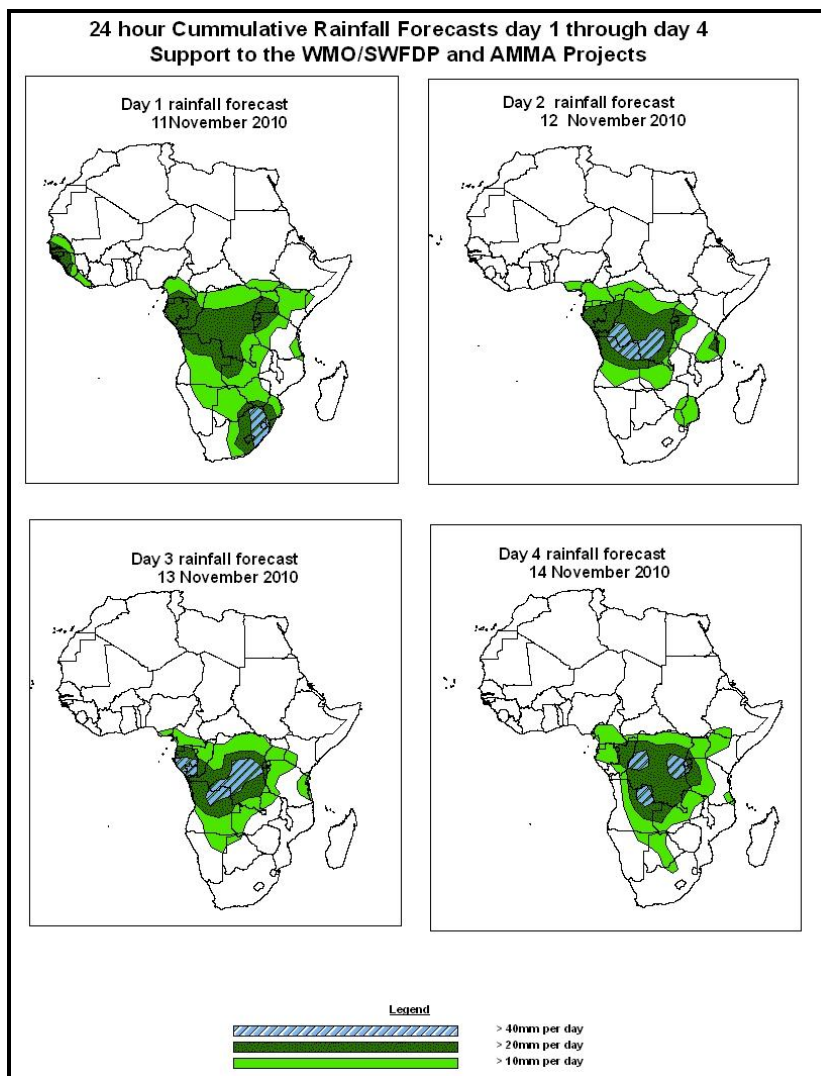 24 hour Cummulative Rainfall Forecasts day 1 through day 4
Support to the WMO/SWFDP and AMMA Projects
Day 1 rainfall forecast
11November 2010
Day 2 rainfall forecast
12 November 2010
Day 3 rainfall forecast
13 November 2010
Day 4 rainfall forecast
14 November 2010
Legend
> 40mm per day
> 20mm per day
> 10mm per day